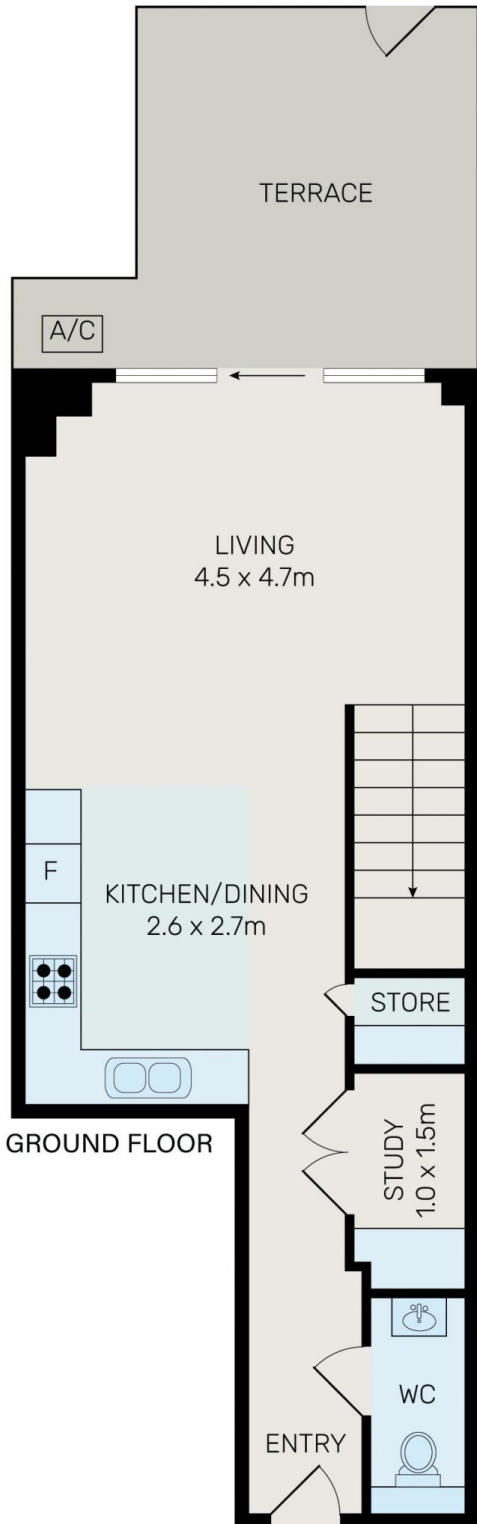 TERRACE
A/C
LIVING
4.5 x 4.7m
F
KITCHEN/DINING
2.6 x 2.7m
STORE
GROUND FLOOR
STUDY
1.0 x 1.5m
WC
ENTRY